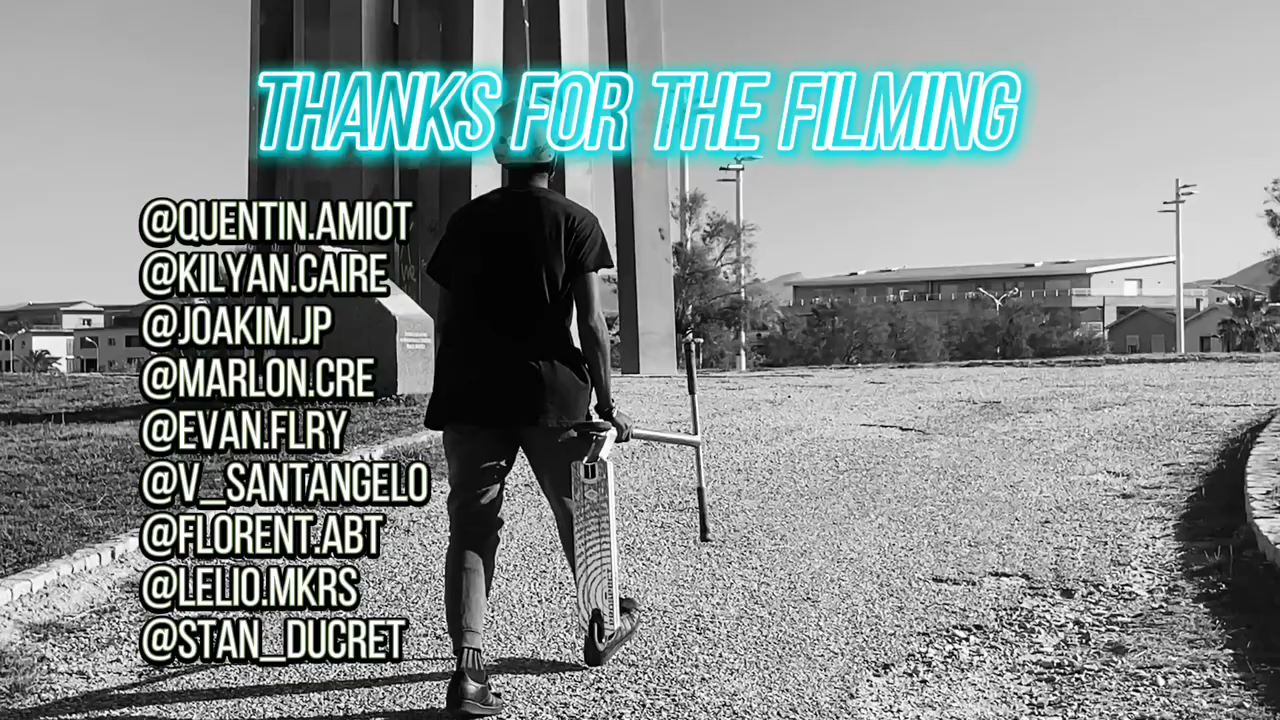 THANKS FOR THE FILMING
@QUENTIN.AMIOT
@KILYAN.CAIRE
@JOAKIM.JP
@MARLON.CRE
@EVAN.FLRY
@V_SANTANGELO
@FLORENT.ABT
@LELIO.MKRS
@STAN_DUCRET